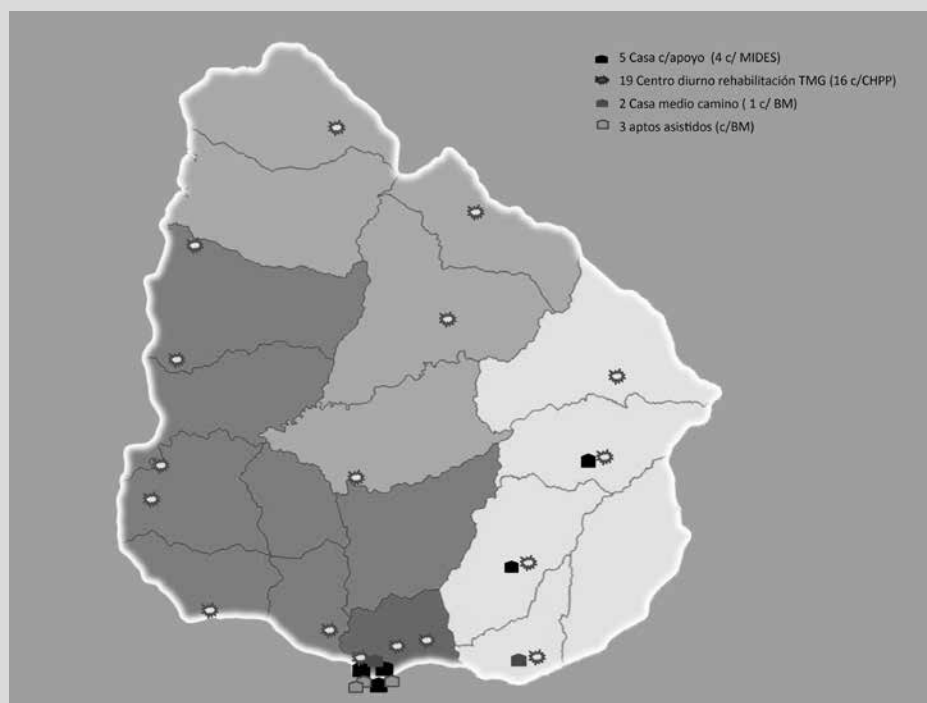 5 Casa c/apoyo (4 c/ MIDES)
19 Centro diurno rehabilitación TMG (16 c/CHPP)
2 Casa medio camino ( 1 c/ BM)
3 aptos asistidos (c/BM)